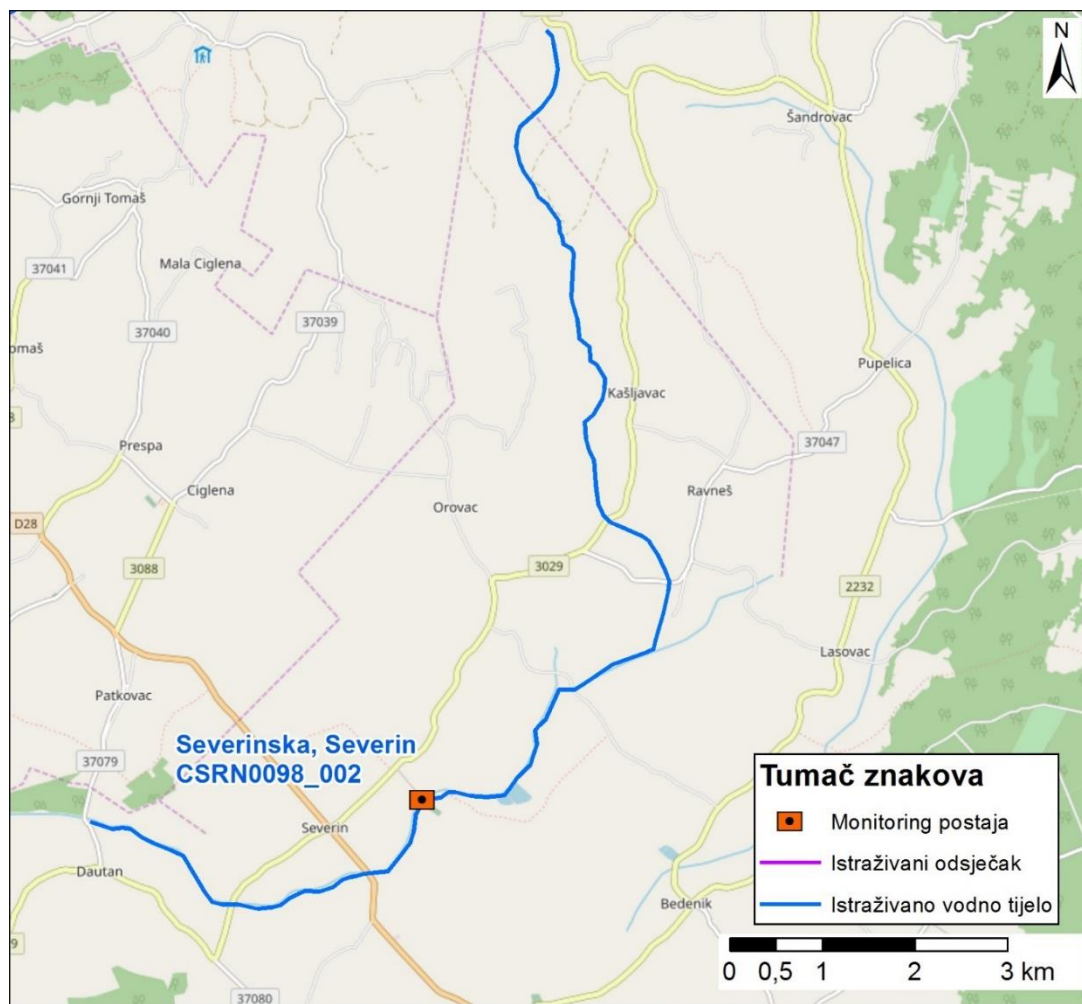 N
Šandrovac
Gornji Tomaš
Mala Ciglena
37041
37039
37040
omaš
Pupelica
Kašljavac
37047
Prespa
Ciglena
Ravneš
Orovac
D28
3088
3029
2232
Lasovac
Patkovac
Severinska, Severin
CSRN0098_002
37079
Severin
Dautan
Bedenik
37080
Tumač znakova
Monitoring postaja
Istraživani odsječak
Istraživano vodno tijelo
0 0,5 1 2 3 km